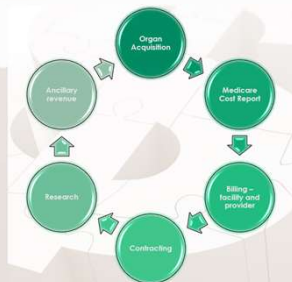 Organ
Acquisition
Medicare
Cost Report
Billing –
facility and
provider
Contracting
Research
Ancillary
revenue